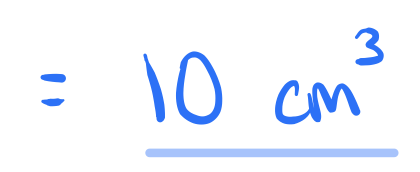 = 10 cm³